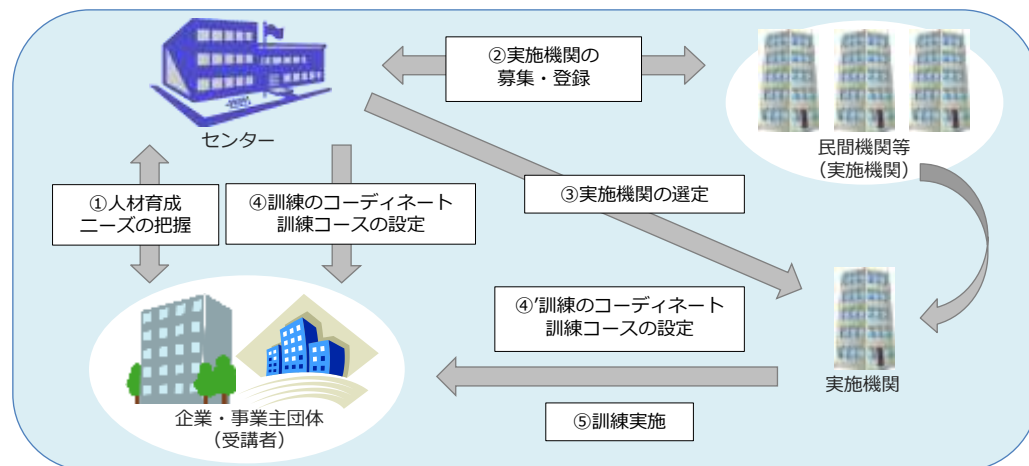 ②実施機関の
募集・登録
センター
民間機関等
（実施機関）
①人材育成
ニーズの把握
④訓練のコーディネート
訓練コースの設定
③実施機関の選定
④’訓練のコーディネート
訓練コースの設定
実施機関
企業・事業主団体
（受講者）
⑤訓練実施